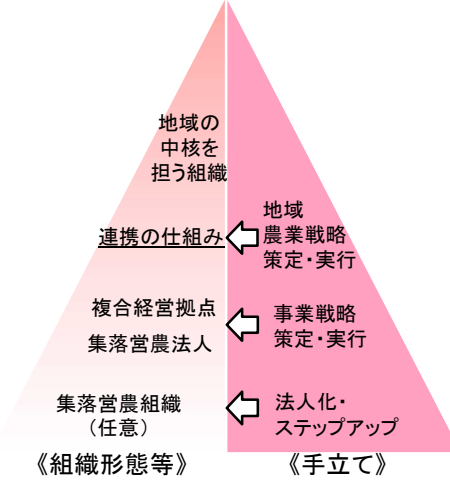 地域の
中核を
担う組織
連携の仕組み
地域
農業戦略
策定・実行
複合経営拠点
集落営農法人
事業戦略
策定・実行
集落営農組織
（任意）
法人化・
ステップアップ
《組織形態等》
《手立て》